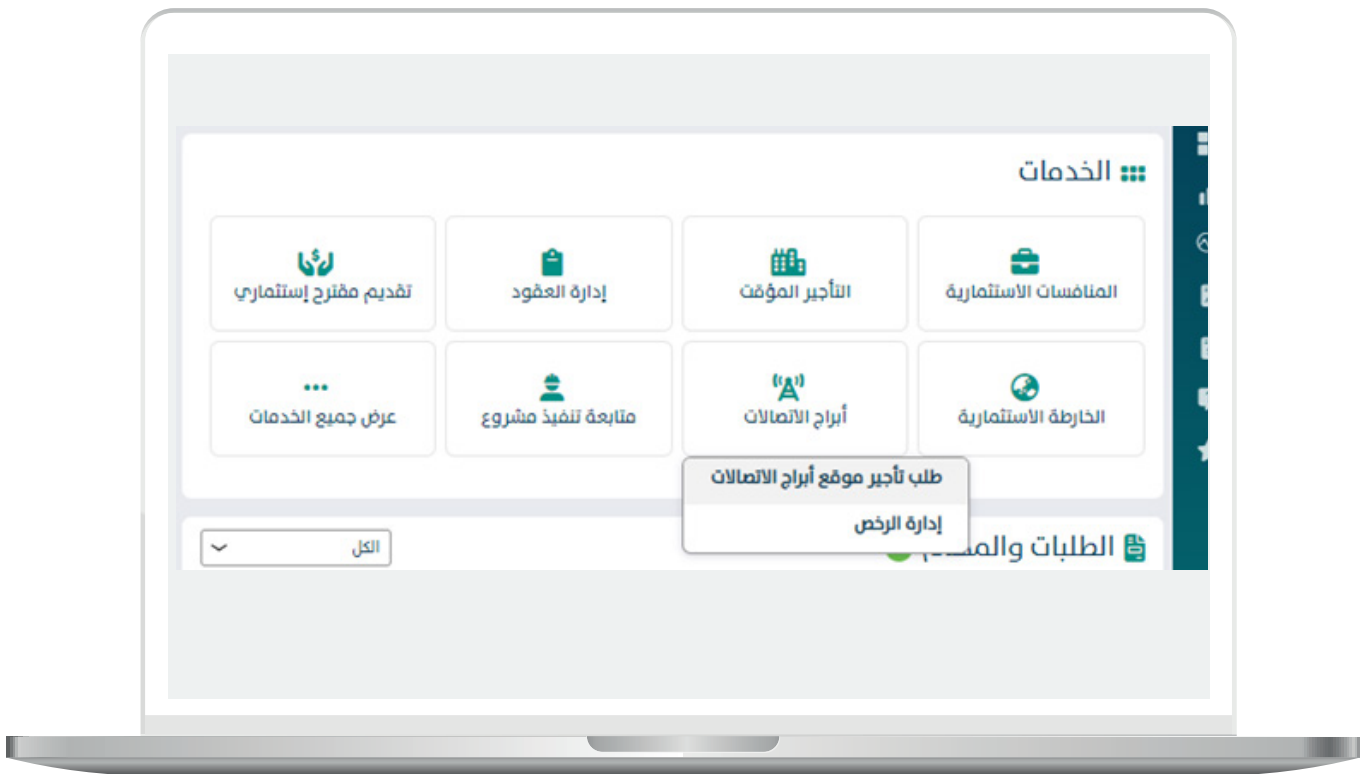 الخدمات
المنافسات الاستثمارية
التأجير المؤقت
إدارة العقود
تقديم مقترح إستثماري
الخارطة الاستثمارية
أبراج الاتصالات
متابعة تنفيذ مشروع
عرض جميع الخدمات
طلب تأجير موقع أبراج الاتصالات
إدارة الرخص
الطلبات
الكل